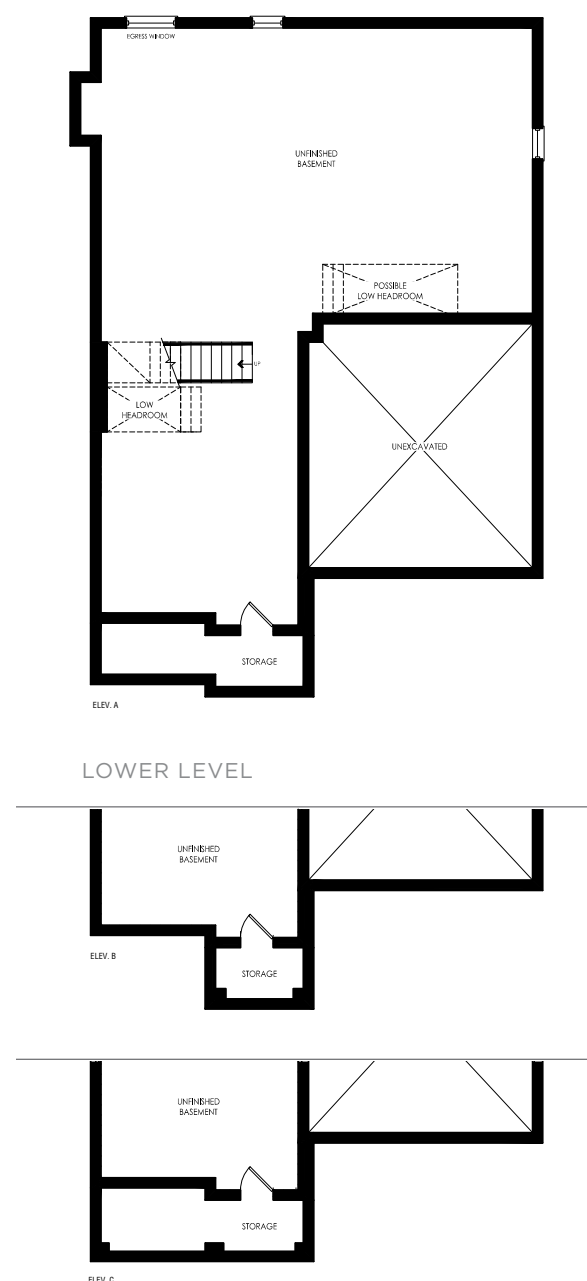 EGRESS WINDOW
UNFINISHED
BASEMENT
POSSIBLE
LOW HEADROOM
UP
LOW
HEADROOM
UNEXCAVATED
STORAGE
ELEV. A
LOWER LEVEL
UNFINISHED
BASEMENT
STORAGE
ELEV. B
UNFINISHED
BASEMENT
STORAGE
ELEV. C